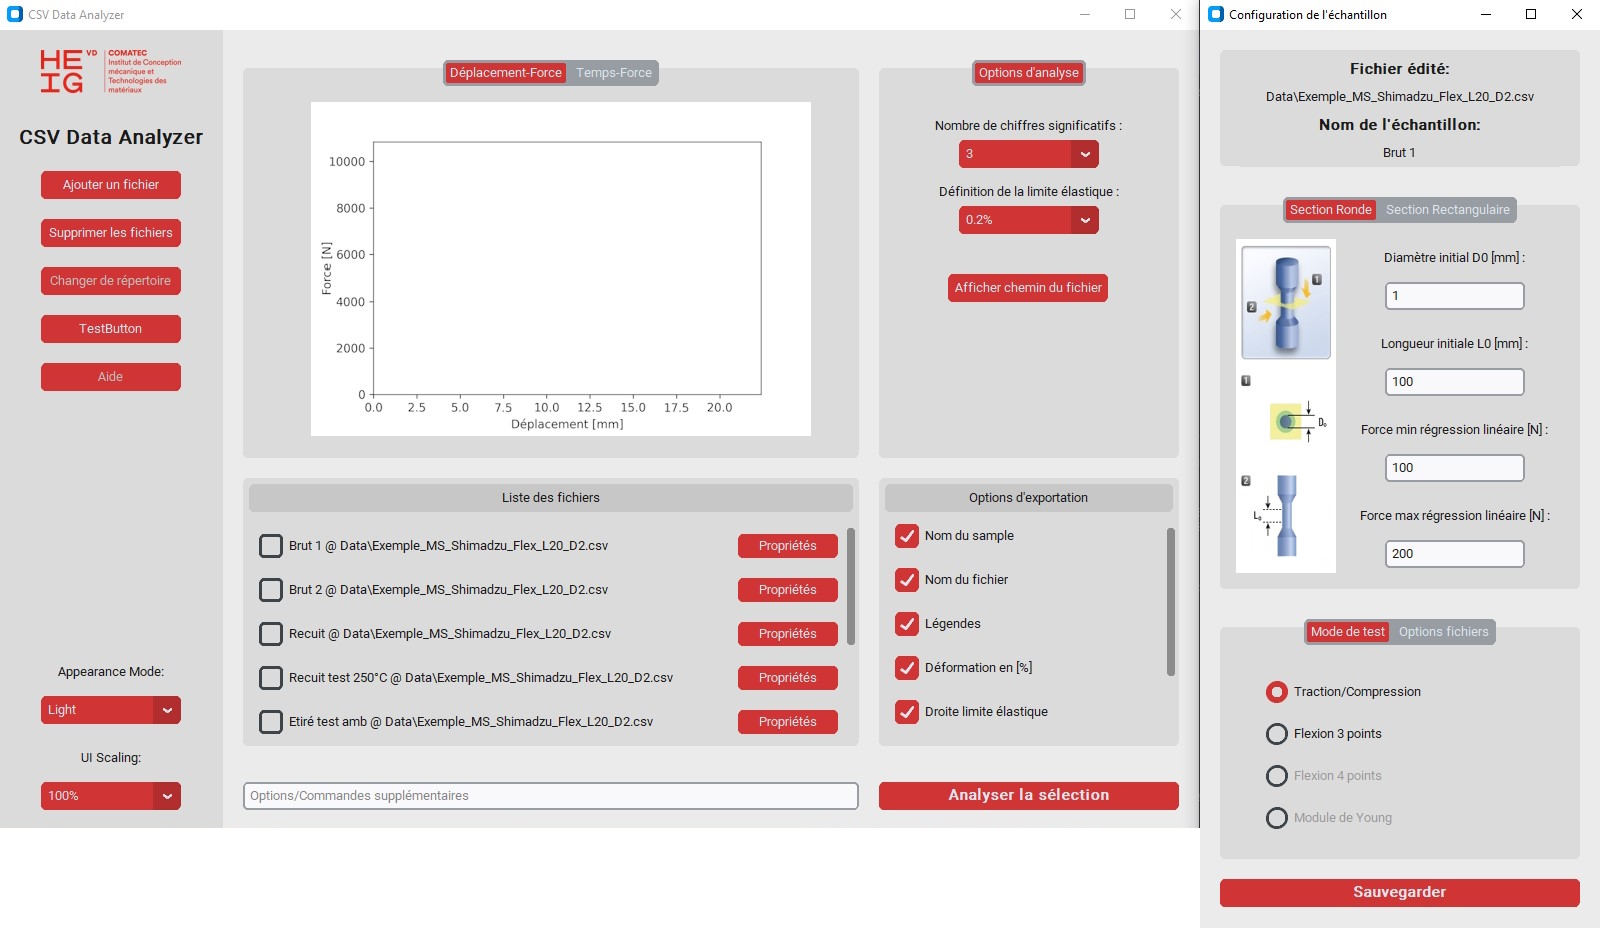 CSV Data Analyzer
HE VD
IG
COMATEC
Institut de Conception
mécanique et
Technologies des
matériaux
CSV Data Analyzer
Ajouter un fichier
Supprimer les fichiers
Changer de répertoire
TestButton
Aide
Appearance Mode:
Light
UI Scaling:
100%
Déplacement-Force Temps-Force
10000
8000
6000
4000
2000
0
Force [N]
0.0 2.5 5.0 7.5 10.0 12.5 15.0 17.5 20.0
Déplacement [mm]
Options d'analyse
Nombre de chiffres significatifs :
3
Définition de la limite élastique :
0.2%
Afficher chemin du fichier
Liste des fichiers
Brut 1 @ Data\Exemple_MS_Shimadzu_Flex_L20_D2.csv Propriétés
Brut 2 @ Data\Exemple_MS_Shimadzu_Flex_L20_D2.csv Propriétés
Recuit @ Data\Exemple_MS_Shimadzu_Flex_L20_D2.csv Propriétés
Recuit test 250°C @ Data\Exemple_MS_Shimadzu_Flex_L20_D2.csv Propriétés
Etiré test amb @ Data\Exemple_MS_Shimadzu_Flex_L20_D2.csv Propriétés
Options d'exportation
Nom du sample
Nom du fichier
Légendes
Déformation en [%]
Droite limite élastique
Options/Commandes supplémentaires
Analyser la sélection
Configuration de l'échantillon
Fichier édité:
Data\Exemple_MS_Shimadzu_Flex_L20_D2.csv
Nom de l'échantillon:
Brut 1
Section Ronde Section Rectangulaire
1
2
1
D₀
2
L₀
Diamètre initial D0 [mm] :
1
Longueur initiale L0 [mm] :
100
Force min régression linéaire [N] :
100
Force max régression linéaire [N] :
200
Mode de test Options fichiers
Traction/Compression
Flexion 3 points
Flexion 4 points
Module de Young
Sauvegarder